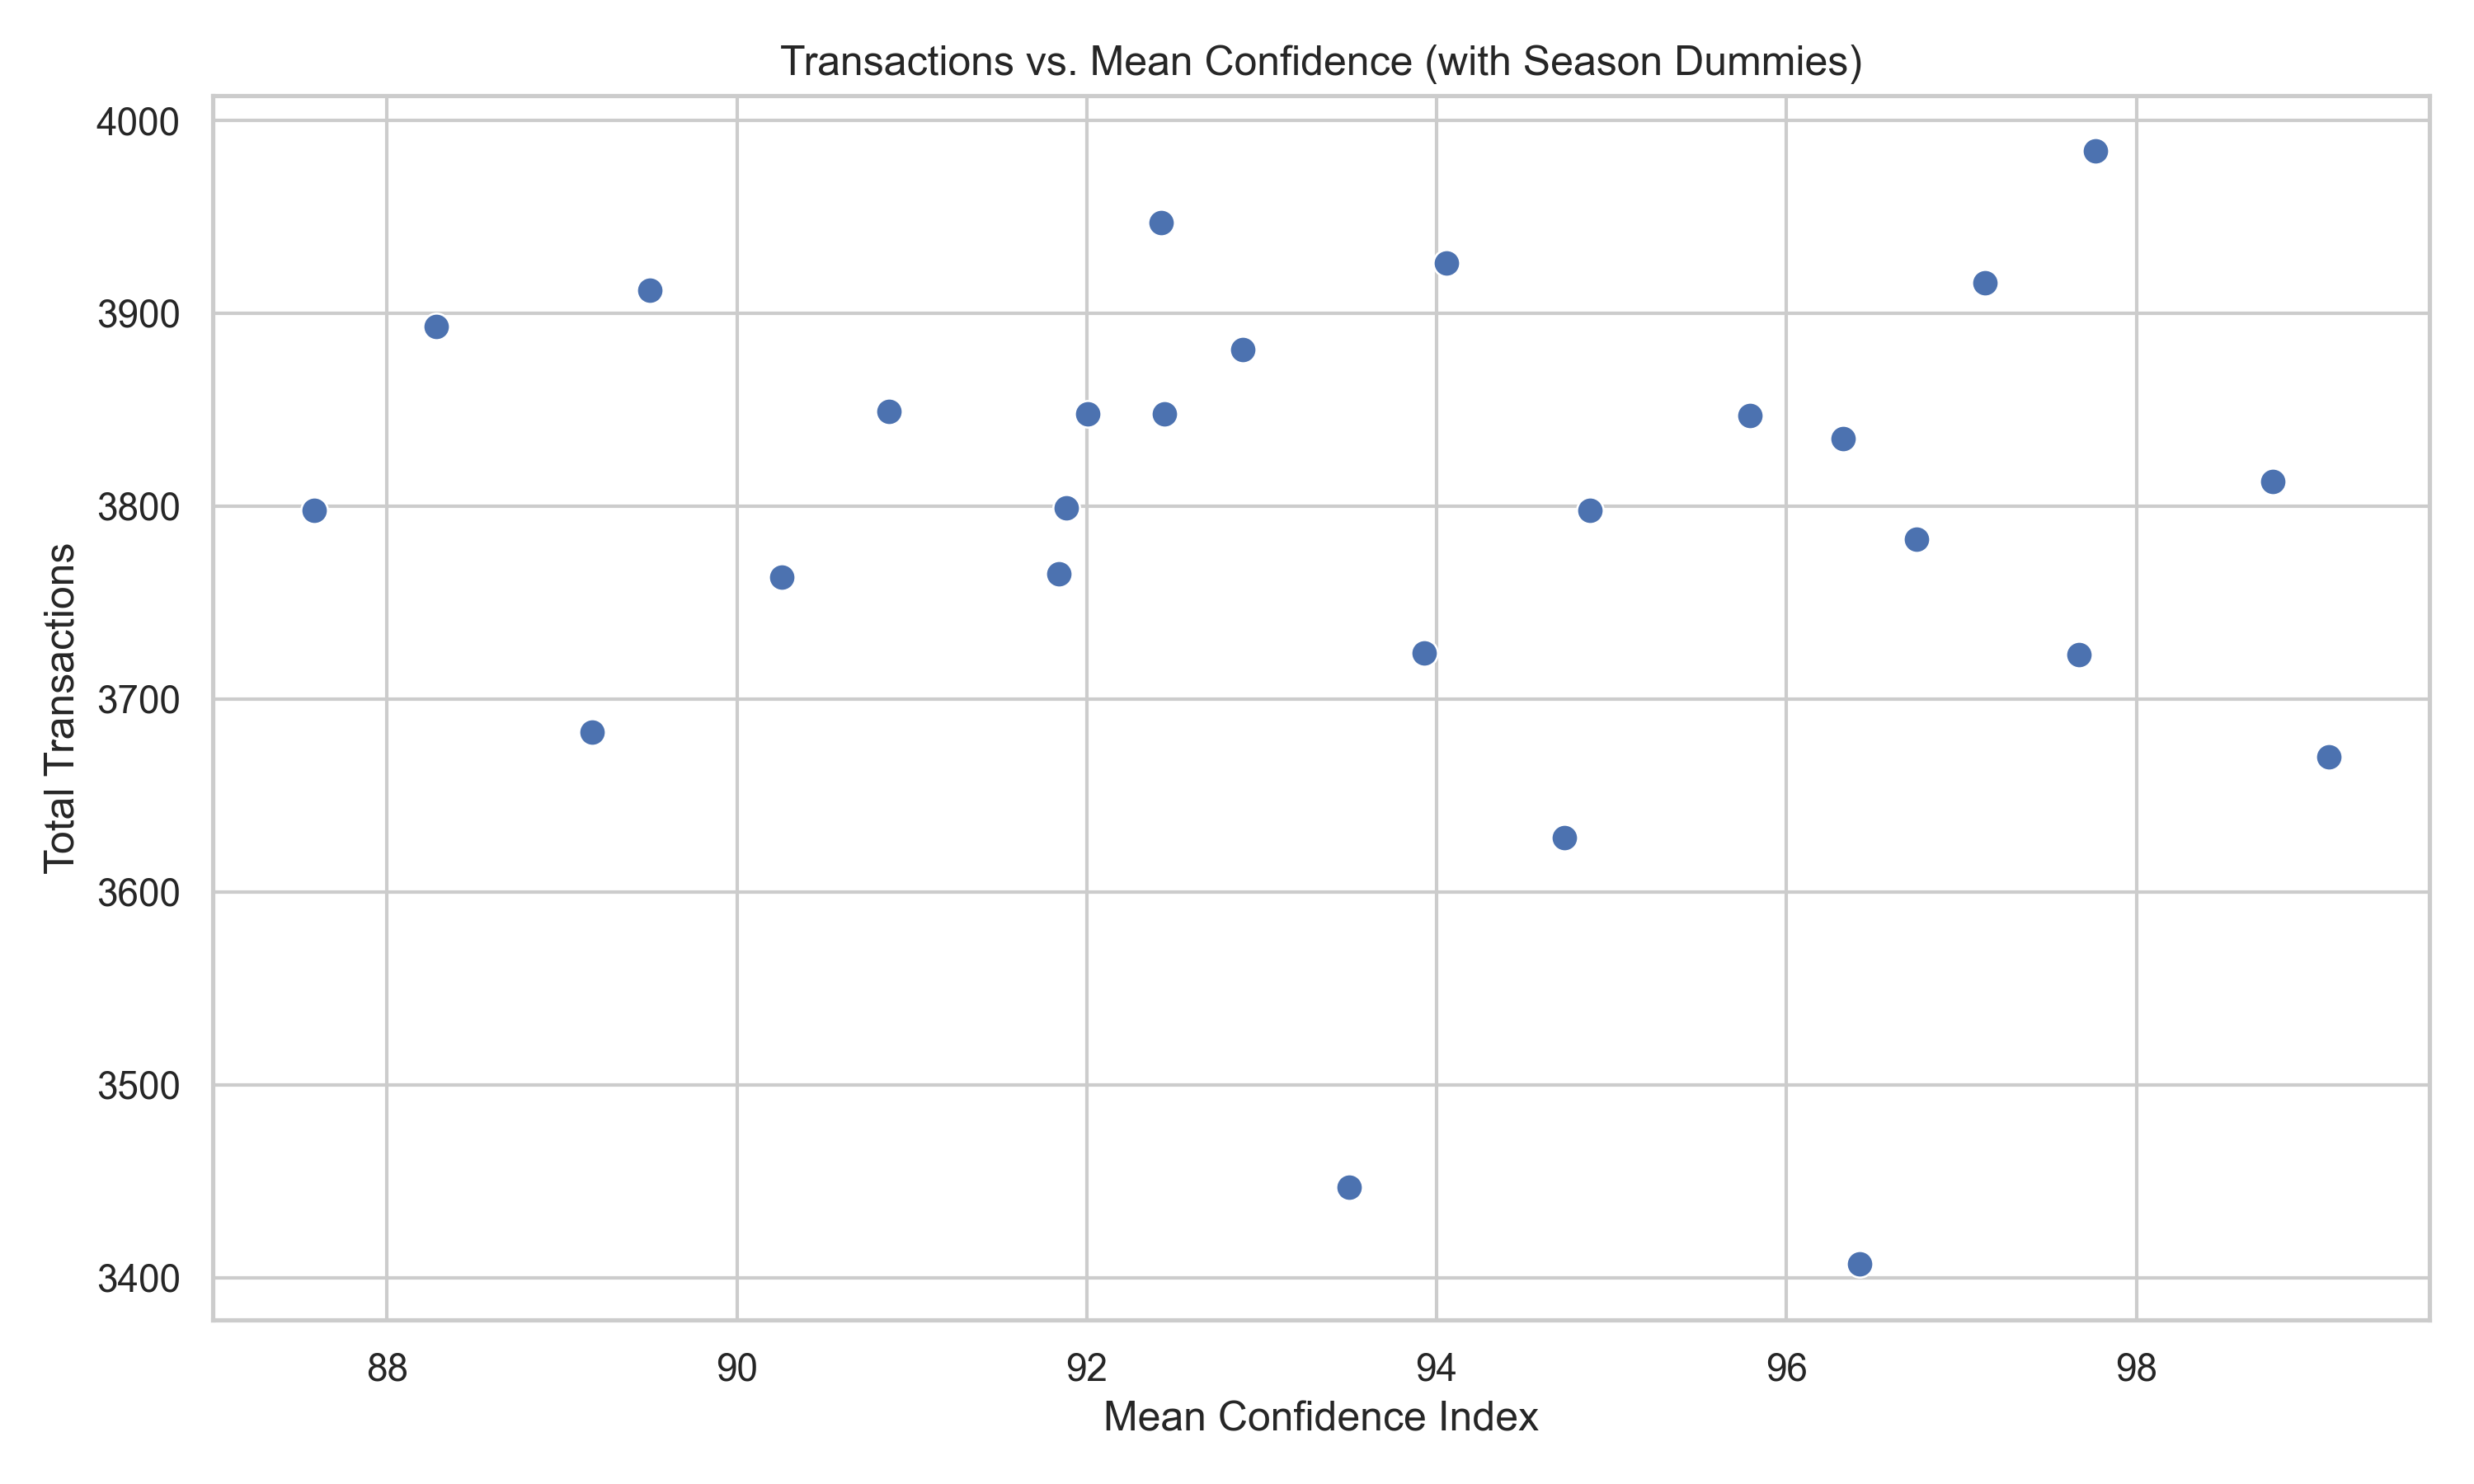 Transactions vs. Mean Confidence (with Season Dummies)
4000
3900
3800
3700
3600
3500
3400
Total Transactions
88 90 92 94 96 98
Mean Confidence Index